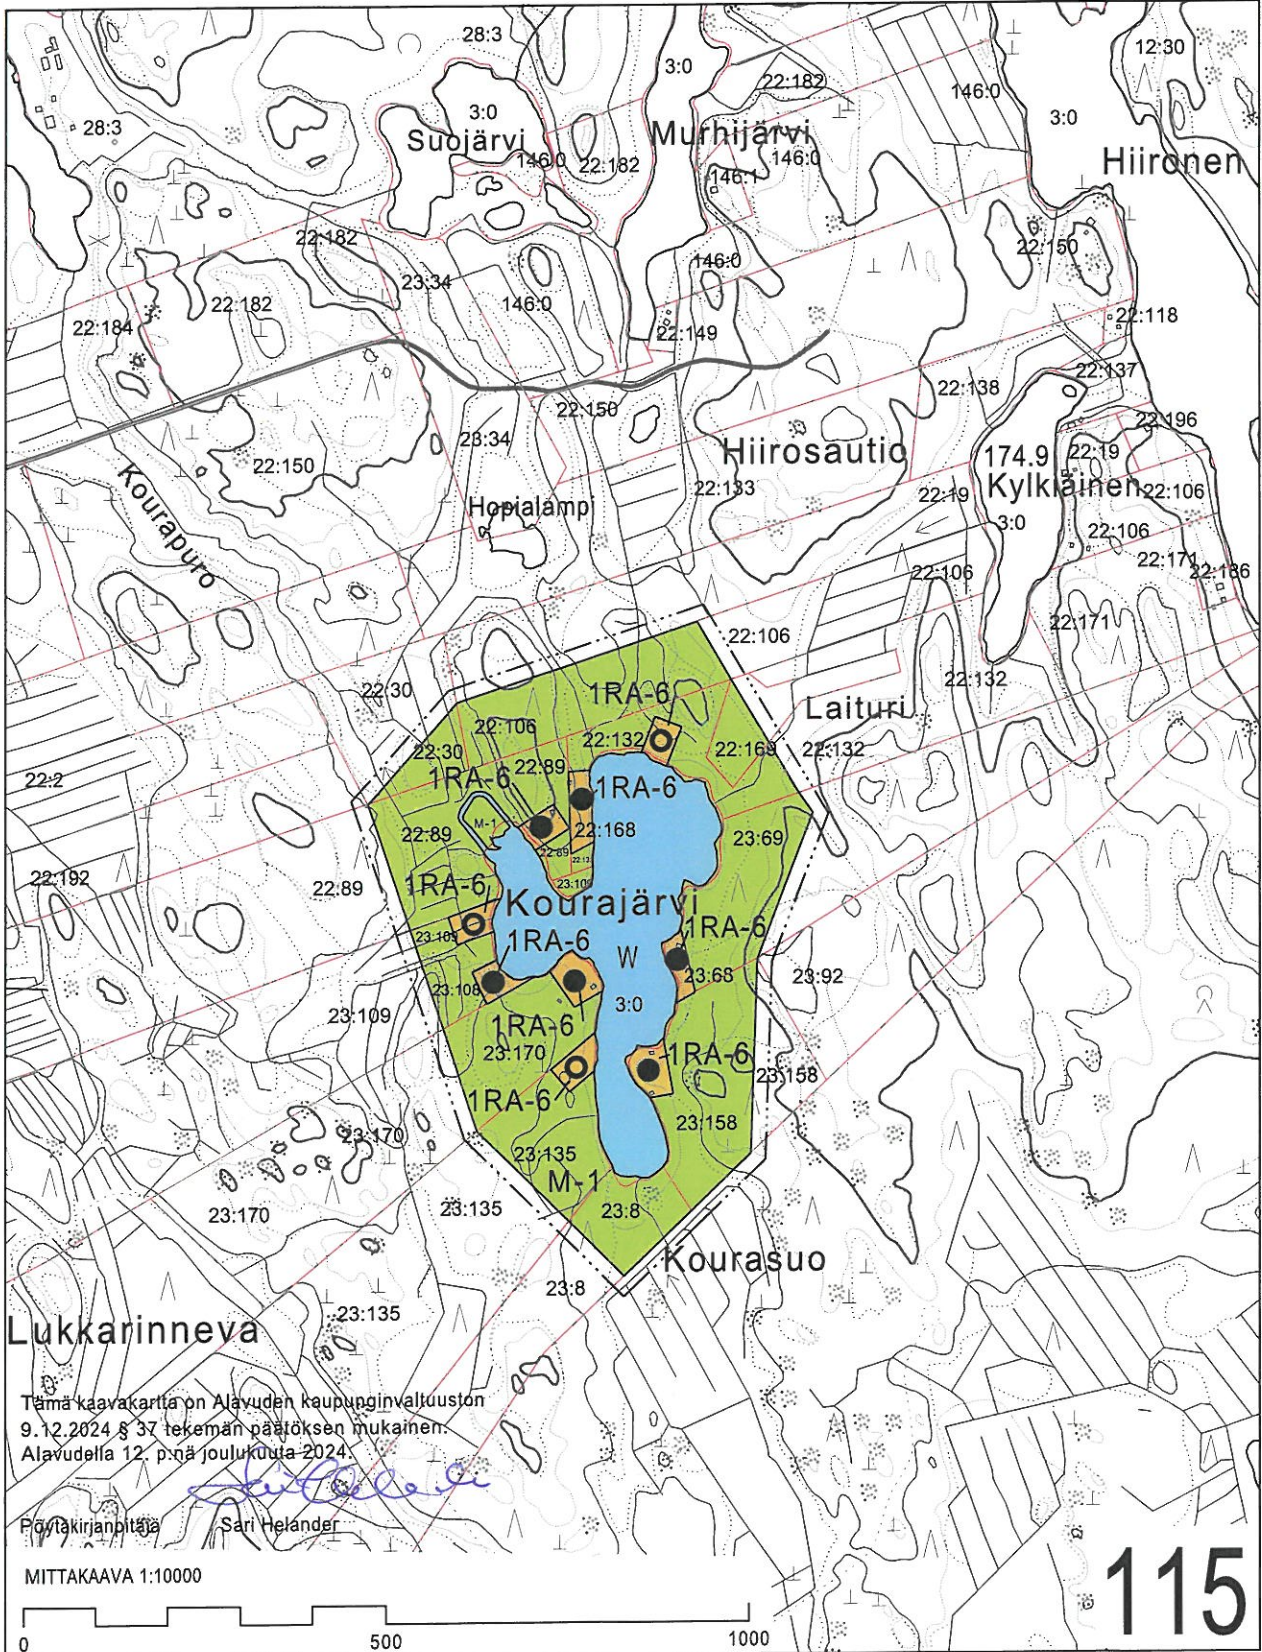 28:3
12:30
3:0
22:182
146:0
3:0
3:0
28:3
Suojärvi
Murhijärvi
146:0
22:182
146:0
Hiironen
146:1
22:182
22:150
146:0
23:34
22:182
146:0
22:184
22:149
22:118
22:137
22:138
22:150
22:196
23:34
Hiirosautio
174.9
22:19
22:150
Kourapuro
22:133
22:19
Kylkiäinen
22:106
Hopialampi
3:0
22:106
22:171
22:106
22:186
22:171
22:106
22:132
22:30
1RA-6
Laituri
22:106
22:132
22:169
22:132
22:30
22:89
22:2
1RA-6
1RA-6
M-1
22:168
22:89
23:69
22:89
22:192
22:89
23:109
1RA-6
Kourajärvi
1RA-6
23:109
1RA-6
W
23:68
23:92
23:108
3:0
23:109
1RA-6
23:170
1RA-6
23:158
1RA-6
23:158
23:170
23:135
M-1
23:170
23:135
23:8
Kourasuo
23:8
23:135
Lukkarinneva
Tämä kaavakartta on Alavuden kaupunginvaltuuston
9.12.2024 § 37 tekemän päätöksen mukainen.
Alavudella 12. p:nä joulukuuta 2024.
Pöytäkirjanpitäjä Sari Helander
MITTAKAAVA 1:10000
115
0 500 1000